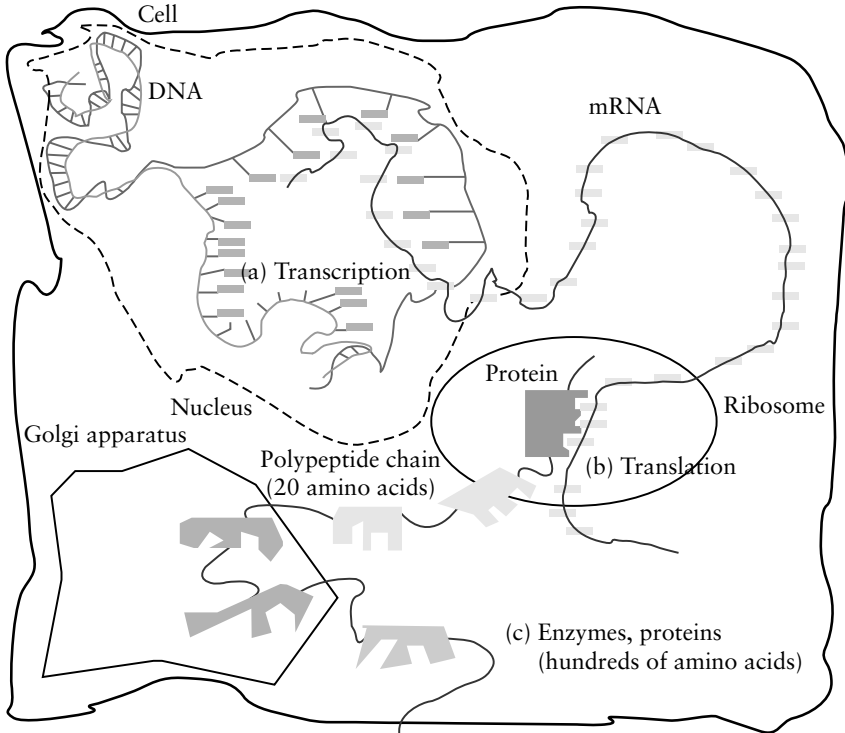 Cell
DNA
mRNA
(a) Transcription
Protein
Nucleus
Ribosome
Golgi apparatus
Polypeptide chain
(20 amino acids)
(b) Translation
(c) Enzymes, proteins
(hundreds of amino acids)